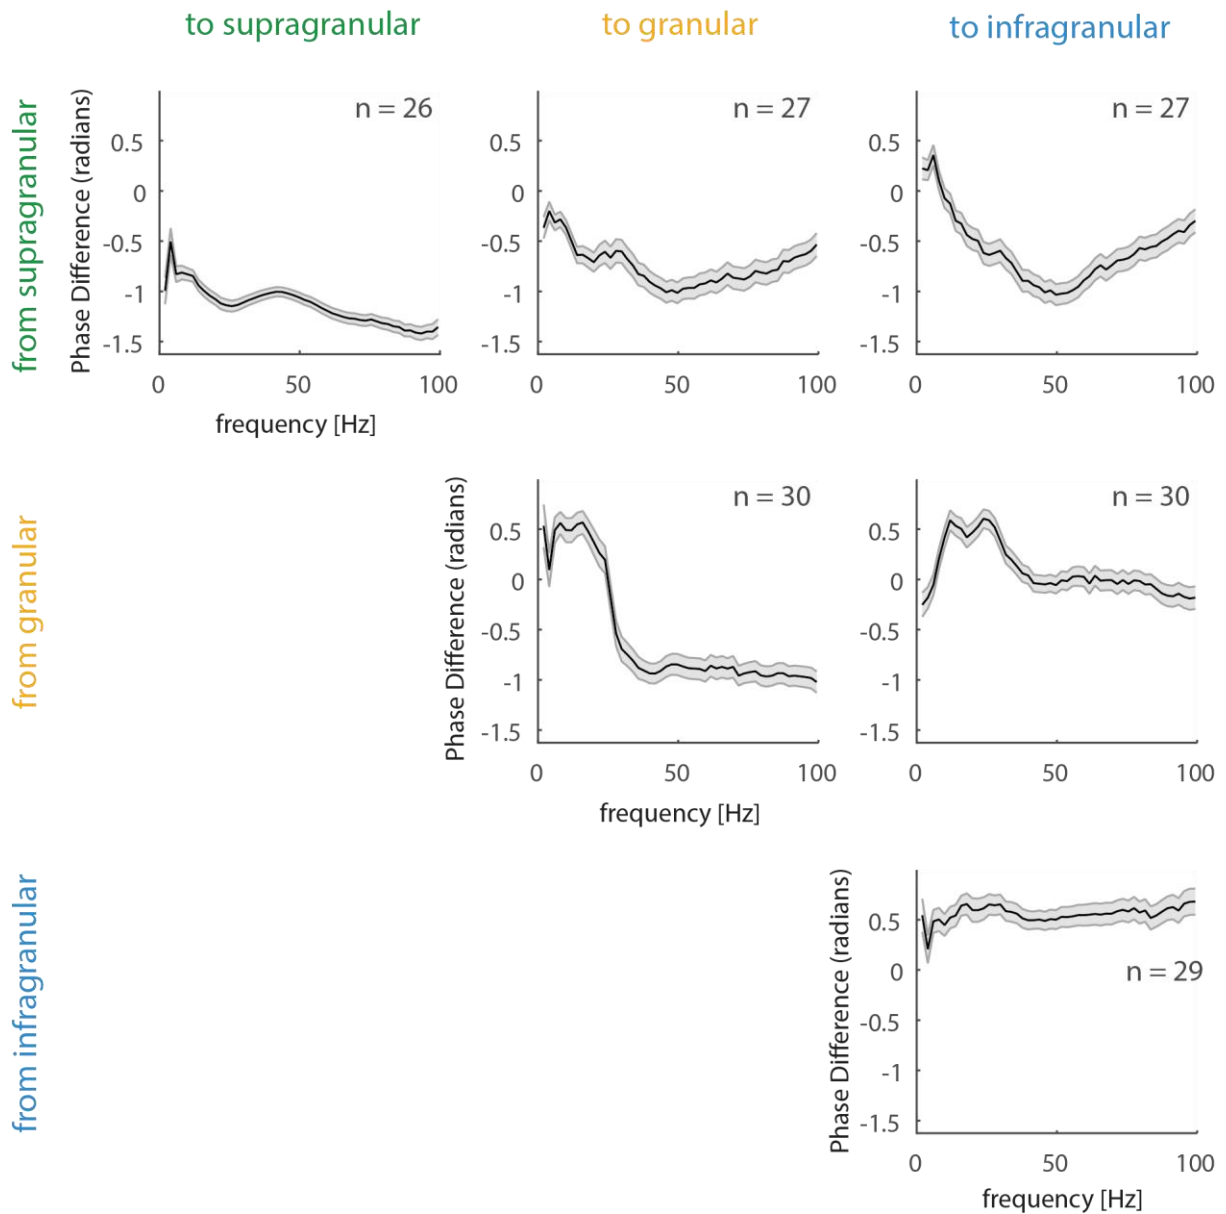 to supragranular
to granular
to infragranular
from supragranular
Phase Difference (radians)
n = 26
0.5
0
-0.5
-1
-1.5
0
50
100
frequency [Hz]
n = 27
0.5
0
-0.5
-1
-1.5
0
50
100
n = 27
0.5
0
-0.5
-1
-1.5
0
50
100
from granular
Phase Difference (radians)
n = 30
0.5
0
-0.5
-1
-1.5
0
50
100
frequency [Hz]
n = 30
0.5
0
-0.5
-1
-1.5
0
50
100
from infragranular
Phase Difference (radians)
0.5
0
-0.5
-1
-1.5
n = 29
0
50
100
frequency [Hz]